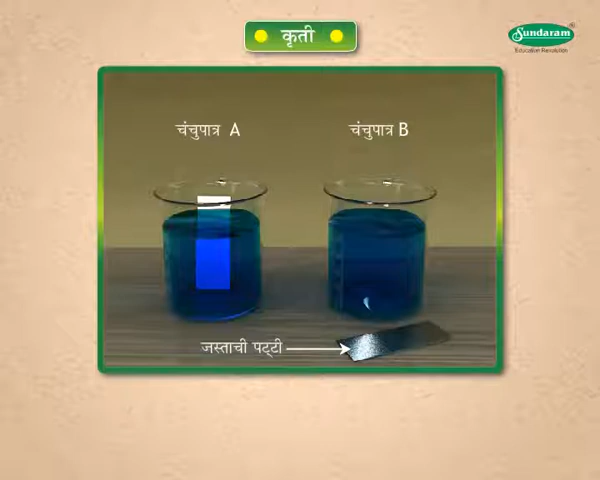 कृती
Sundaram
Education Revolution
चंचुपात्र A
चंचुपात्र B
जस्ताची पट्टी